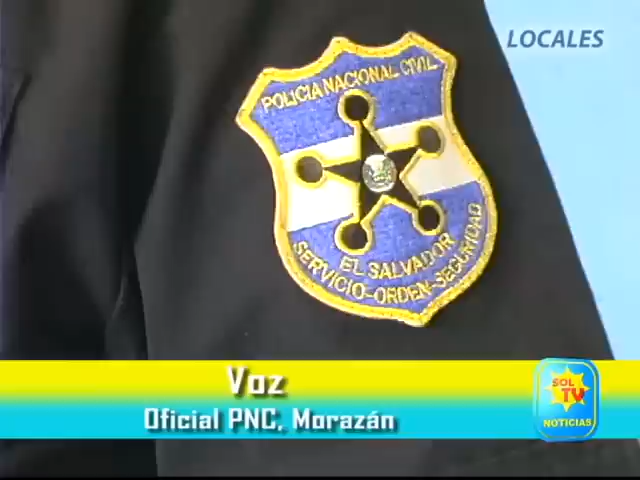 LOCALES
POLICIA NACIONAL CIVIL
EL SALVADOR
SERVICIO-ORDEN-SEGURIDAD
Voz
Oficial PNC, Morazán
SOL
TV
NOTICIAS